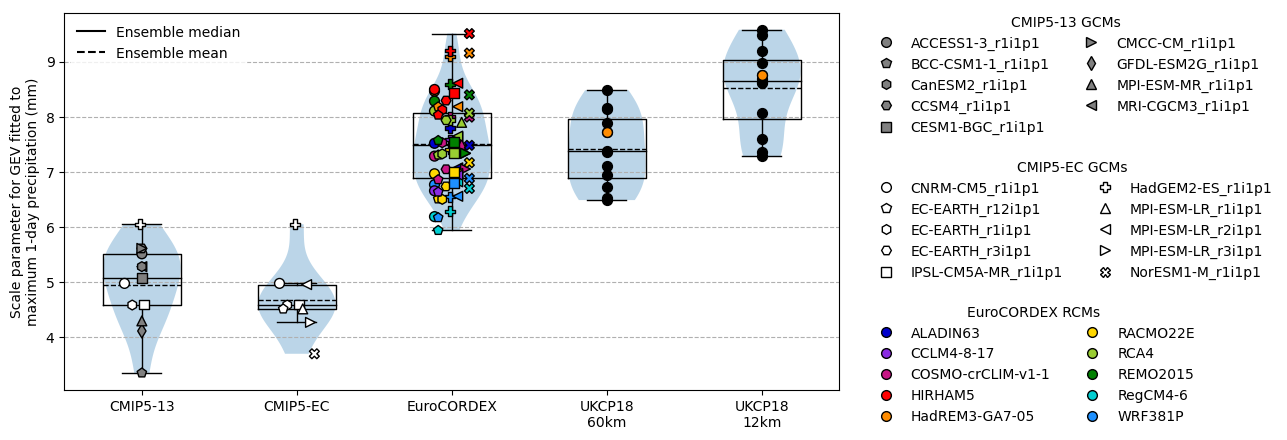 Ensemble median
Ensemble mean
Scale parameter for GEV fitted to
maximum 1-day precipitation (mm)
9
8
7
6
5
4
CMIP5-13
CMIP5-EC
EuroCORDEX
UKCP18
60km
UKCP18
12km
CMIP5-13 GCMs
ACCESS1-3_r1i1p1
BCC-CSM1-1_r1i1p1
CanESM2_r1i1p1
CCSM4_r1i1p1
CESM1-BGC_r1i1p1
CMCC-CM_r1i1p1
GFDL-ESM2G_r1i1p1
MPI-ESM-MR_r1i1p1
MRI-CGCM3_r1i1p1
CMIP5-EC GCMs
CNRM-CM5_r1i1p1
EC-EARTH_r12i1p1
EC-EARTH_r1i1p1
EC-EARTH_r3i1p1
IPSL-CM5A-MR_r1i1p1
HadGEM2-ES_r1i1p1
MPI-ESM-LR_r1i1p1
MPI-ESM-LR_r2i1p1
MPI-ESM-LR_r3i1p1
NorESM1-M_r1i1p1
EuroCORDEX RCMs
ALADIN63
CCLM4-8-17
COSMO-crCLIM-v1-1
HIRHAM5
HadREM3-GA7-05
RACMO22E
RCA4
REMO2015
RegCM4-6
WRF381P